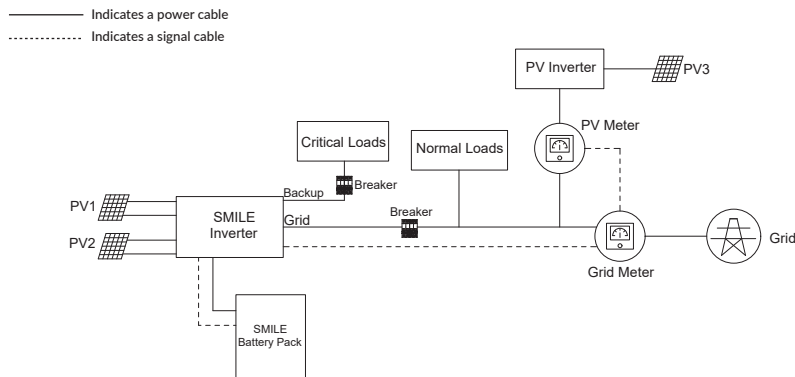 Indicates a power cable
Indicates a signal cable
PV Inverter
PV3
PV Meter
Critical Loads
Normal Loads
Breaker
Backup
PV1
SMILE
Inverter
Grid
Breaker
PV2
Grid
Grid Meter
SMILE
Battery Pack